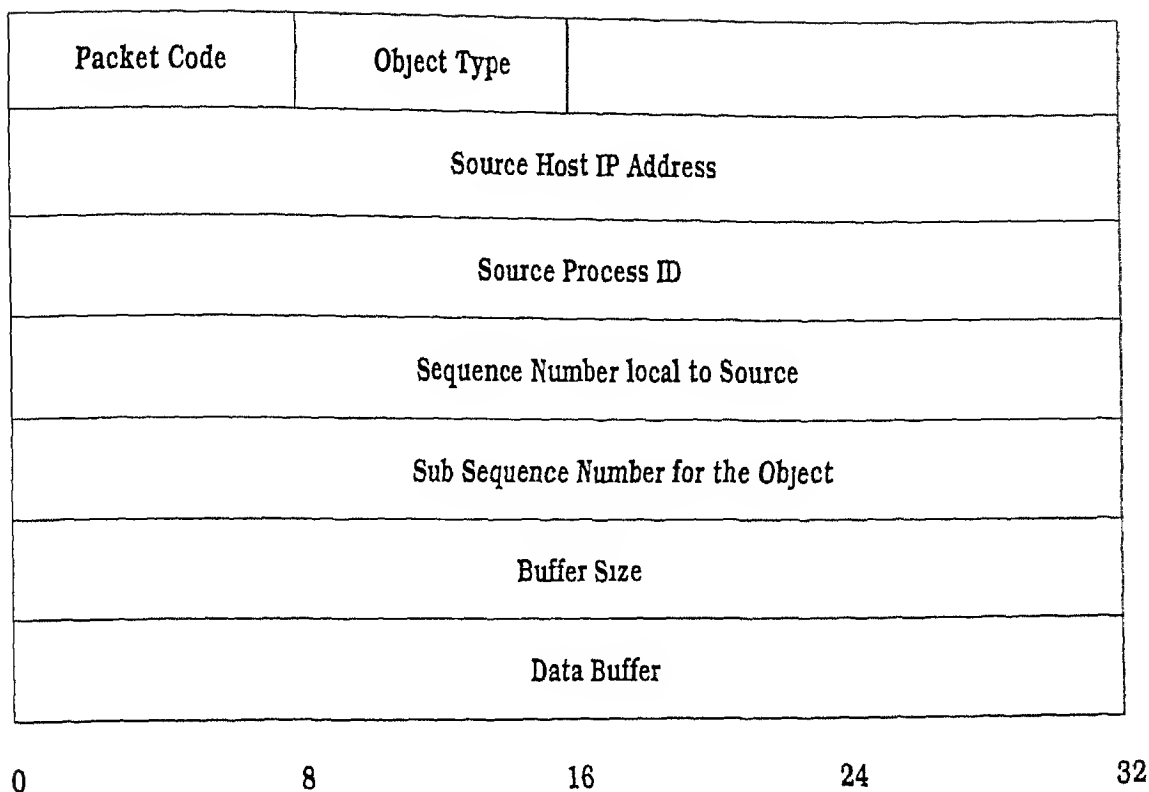 Packet Code Object Type
Source Host IP Address
Source Process ID
Sequence Number local to Source
Sub Sequence Number for the Object
Buffer Size
Data Buffer
0 8 16 24 32